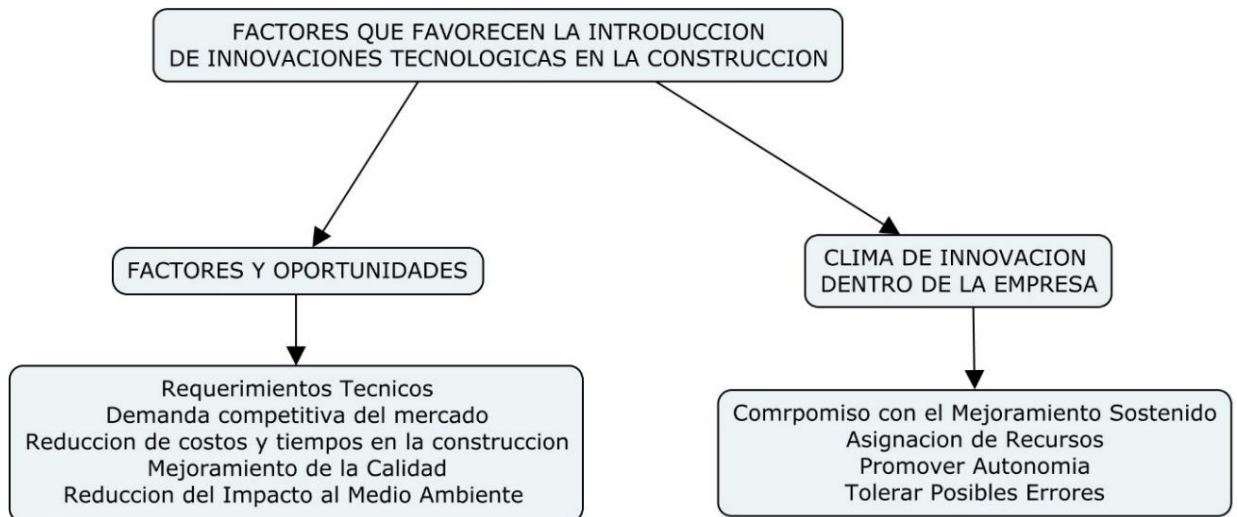 FACTORES QUE FAVORECEN LA INTRODUCCION
DE INNOVACIONES TECNOLOGICAS EN LA CONSTRUCCION
FACTORES Y OPORTUNIDADES
CLIMA DE INNOVACION
DENTRO DE LA EMPRESA
Requerimientos Tecnicos
Demanda competitiva del mercado
Reduccion de costos y tiempos en la construccion
Mejoramiento de la Calidad
Reduccion del Impacto al Medio Ambiente
Comrpomiso con el Mejoramiento Sostenido
Asignacion de Recursos
Promover Autonomia
Tolerar Posibles Errores